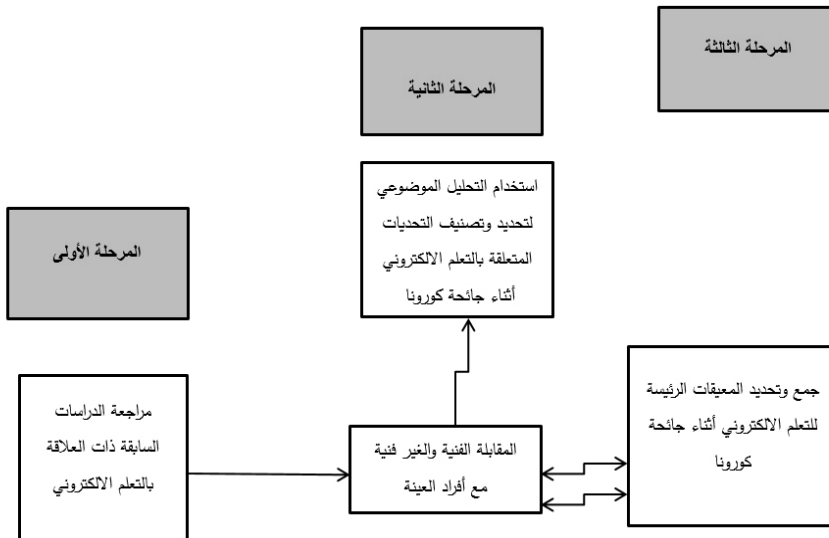 المرحلة الثالثة
المرحلة الثانية
المرحلة الأولى
استخدام التحليل الموضوعي
لتحديد وتصنيف التحديات
المتعلقة بالتعلم الالكتروني
أثناء جائحة كورونا
مراجعة الدراسات
السابقة ذات العلاقة
بالتعلم الالكتروني
المقابلة الفنية والغير فنية
مع أفراد العينة
جمع وتحديد المعيقات الرئيسة
للتعلم الالكتروني أثناء جائحة
كورونا